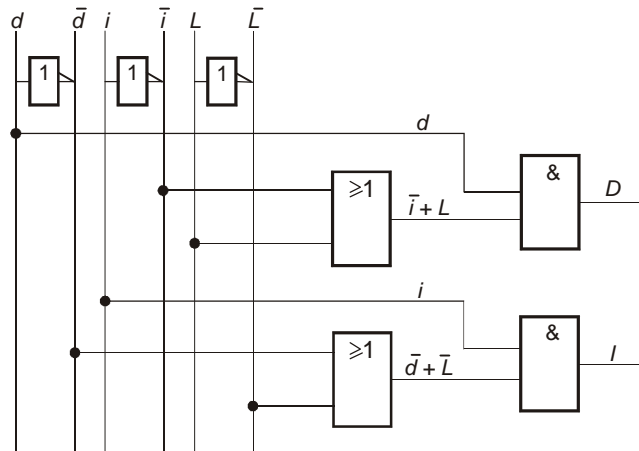 d d̅ i i̅ L L̅
1 1 1
d
&
≥1
D
i̅ + L
i
&
≥1
I
d̅ + L̅